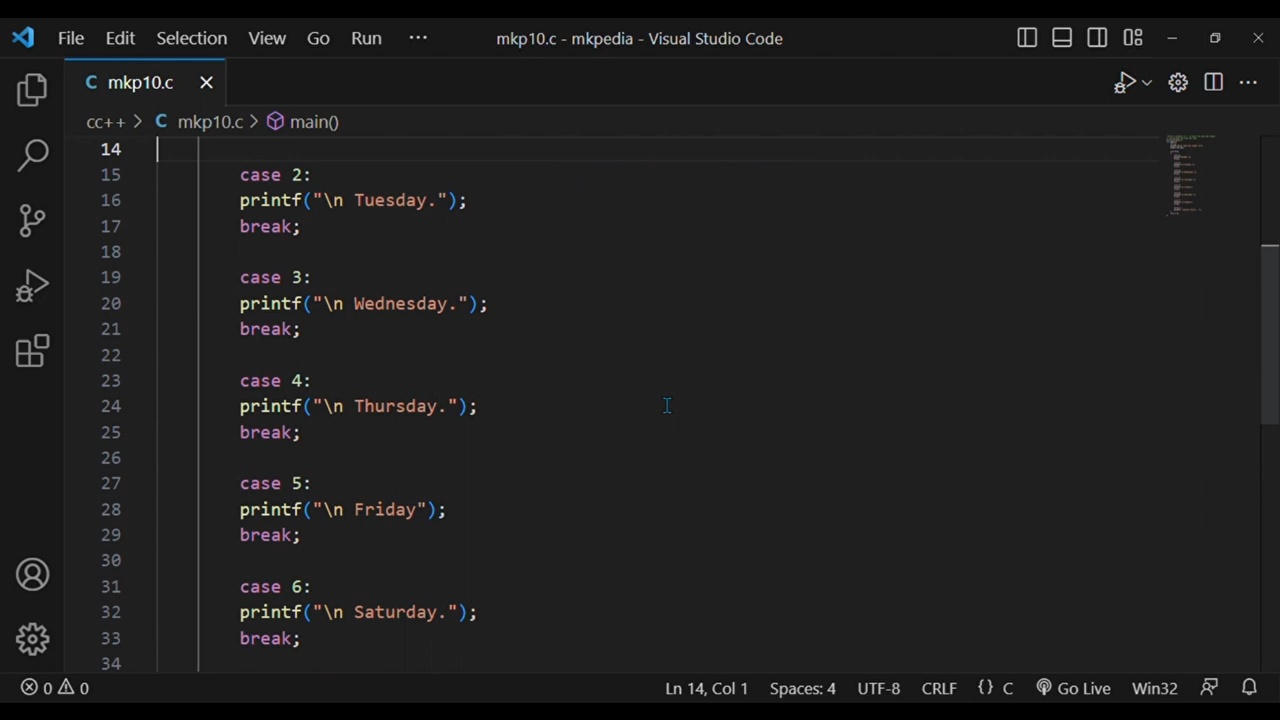 File Edit Selection View Go Run ··· mkp10.c - mkpedia - Visual Studio Code
C mkp10.c
cc++ > C mkp10.c > main()
14
15 case 2:
16 printf("\n Tuesday.");
17 break;
18
19 case 3:
20 printf("\n Wednesday.");
21 break;
22
23 case 4:
24 printf("\n Thursday.");
25 break;
26
27 case 5:
28 printf("\n Friday");
29 break;
30
31 case 6:
32 printf("\n Saturday.");
33 break;
34
0 0 Ln 14, Col 1 Spaces: 4 UTF-8 CRLF {} C Go Live Win32